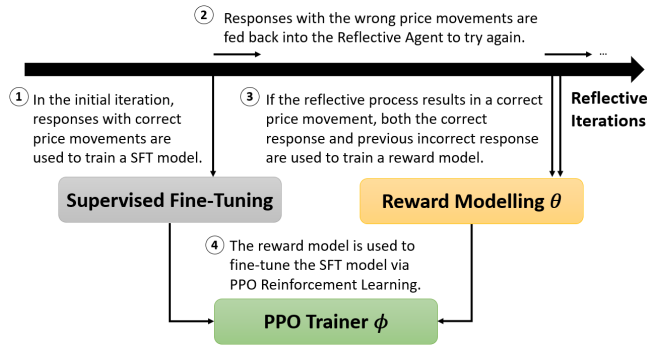 2 Responses with the wrong price movements are
fed back into the Reflective Agent to try again.
...
1 In the initial iteration,
responses with correct
price movements are
used to train a SFT model.
3 If the reflective process results in a correct
price movement, both the correct
response and previous incorrect response
are used to train a reward model.
Reflective
Iterations
Supervised Fine-Tuning
Reward Modelling θ
4 The reward model is used to
fine-tune the SFT model via
PPO Reinforcement Learning.
PPO Trainer ϕ